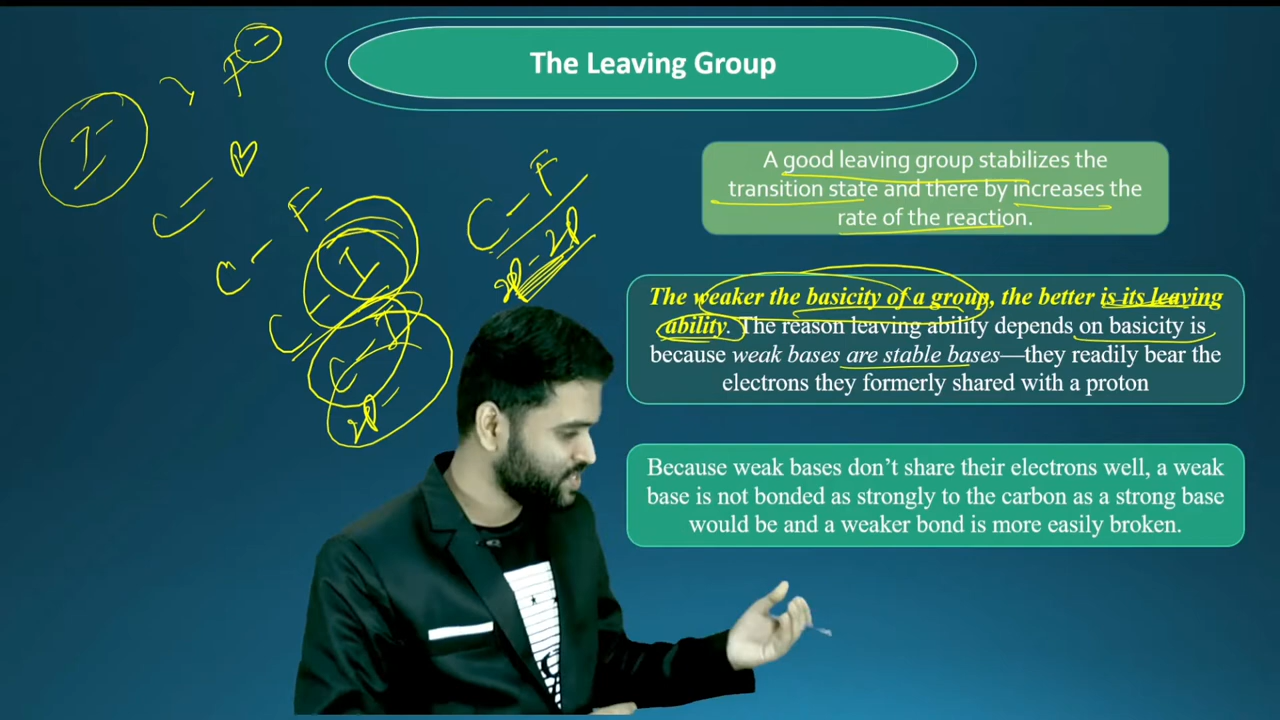 The Leaving Group
A good leaving group stabilizes the
transition state and there by increases the
rate of the reaction.
The weaker the basicity of a group, the better is its leaving
ability. The reason leaving ability depends on basicity is
because weak bases are stable bases—they readily bear the
electrons they formerly shared with a proton
Because weak bases don’t share their electrons well, a weak
base is not bonded as strongly to the carbon as a strong base
would be and a weaker bond is more easily broken.
F⁻
I⁻
C – F
C – I
C – F
2p – 2p
C – I
2p –